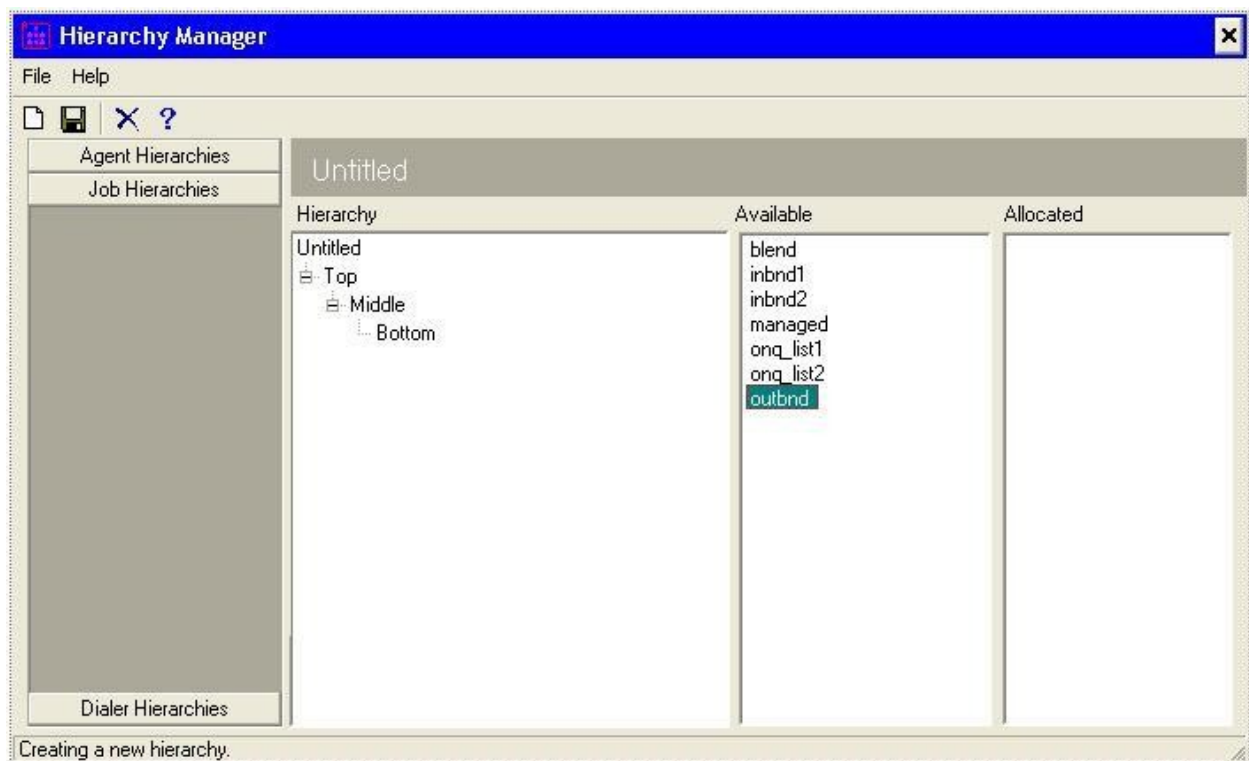 Hierarchy Manager
File Help
?
Agent Hierarchies
Job Hierarchies
Untitled
Hierarchy
Available
Allocated
Untitled
Top
Middle
Bottom
blend
inbnd1
inbnd2
managed
onq_list1
onq_list2
outbnd
Dialer Hierarchies
Creating a new hierarchy.